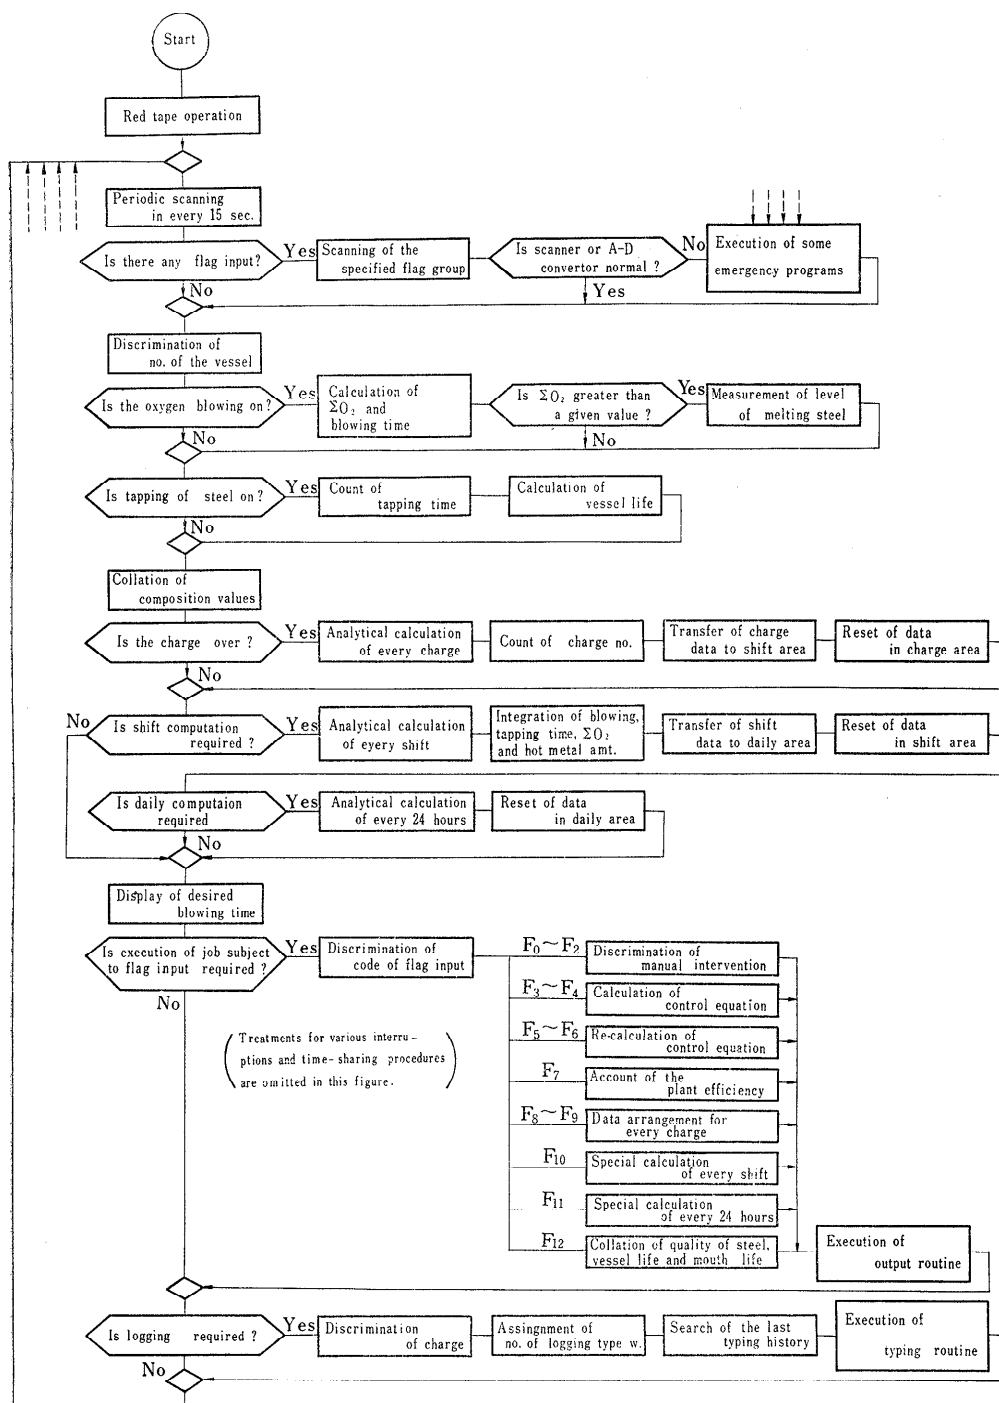 Start
Red tape operation
Periodic scanning
in every 15 sec.
Is there any flag input?
Yes
Scanning of the
specified flag group
Is scanner or A-D
convertor normal ?
No
Execution of some
emergency programs
Yes
No
Discrimination of
no. of the vessel
Is the oxygen blowing on?
Yes
Calculation of
ΣO₂ and
blowing time
Is ΣO₂ greater than
a given value ?
Yes
Measurement of level
of melting steel
No
No
Is tapping of steel on?
Yes
Count of
tapping time
Calculation of
vessel life
No
Collation of
composition values
Is the charge over ?
Yes
Analytical calculation
of every charge
Count of charge no.
Transfer of charge
data to shift area
Reset of data
in charge area
No
No
Is shift computation
required ?
Yes
Analytical calculation
of eyery shift
Integration of blowing,
tapping time, ΣO₂
and hot metal amt.
Transfer of shift
data to daily area
Reset of data
in shift area
Is daily computaion
required
Yes
Analytical calculation
of every 24 hours
Reset of data
in daily area
No
Display of desired
blowing time
Is execution of job subject
to flag input required ?
Yes
Discrimination of
code of flag input
No
F₀~F₂
Discrimination of
manual intervention
F₃~F₄
Calculation of
control equation
F₅~F₆
Re-calculation of
control equation
F₇
Account of the
plant efficiency
F₈~F₉
Data arrangement for
every charge
F₁₀
Special calculation
of every shift
F₁₁
Special calculation
of every 24 hours
F₁₂
Collation of quality of steel,
vessel life and mouth life
Execution of
output routine
(Treatments for various interru-
ptions and time-sharing procedures
are omitted in this figure.)
Is logging required ?
Yes
Discrimination
of charge
Assingnment of
no. of logging type w.
Search of the last
typing history
Execution of
typing routine
No